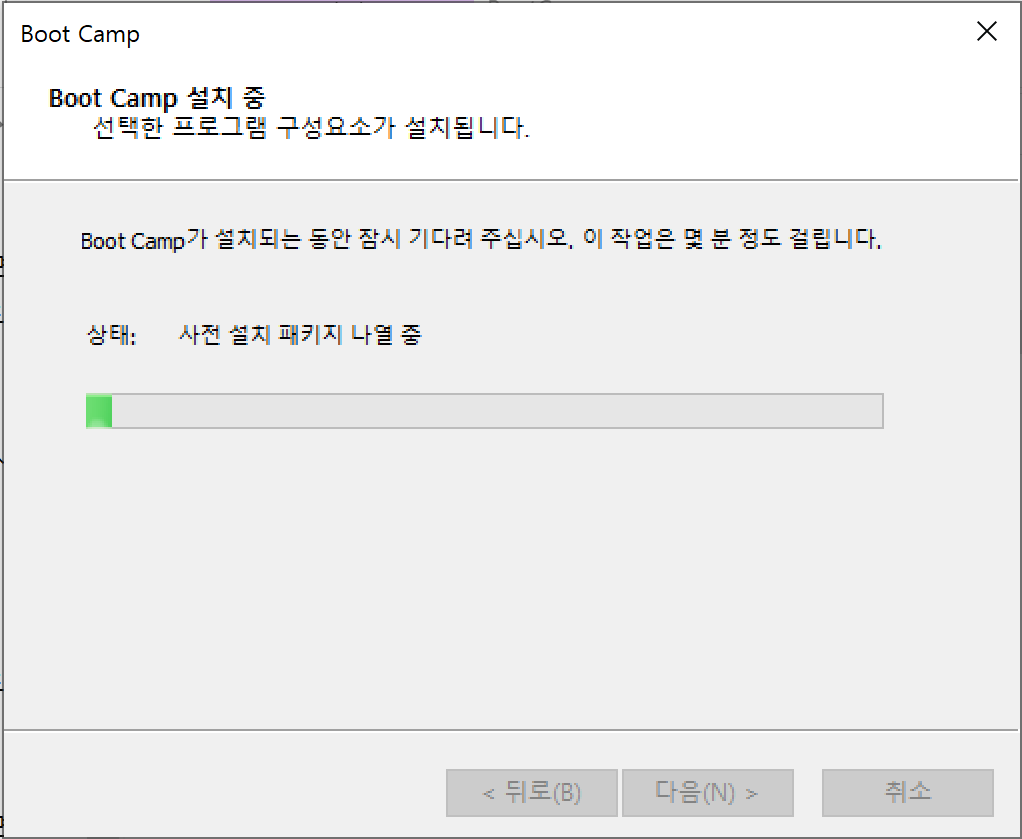 Boot Camp
Boot Camp 설치 중
선택한 프로그램 구성요소가 설치됩니다.
Boot Camp가 설치되는 동안 잠시 기다려 주십시오. 이 작업은 몇 분 정도 걸립니다.
상태: 사전 설치 패키지 나열 중
< 뒤로(B) 다음(N) > 취소